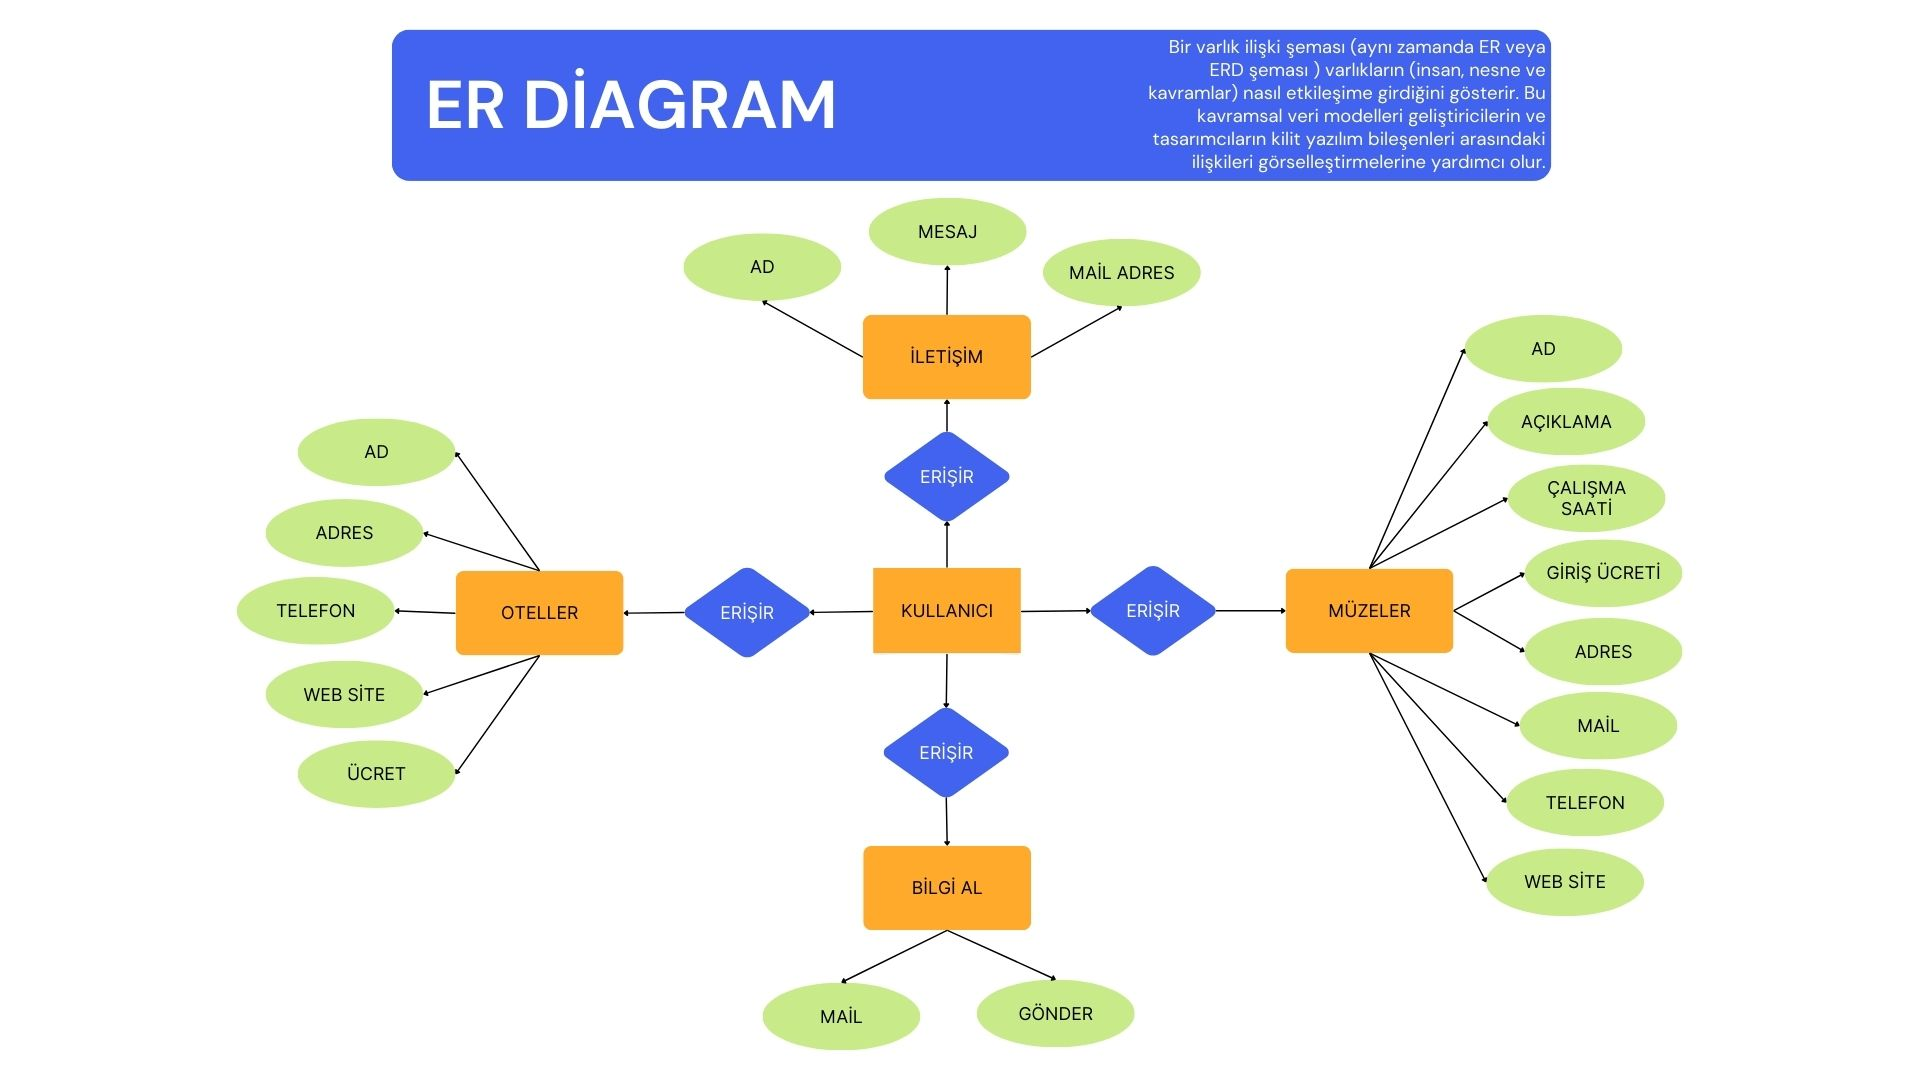 ER DİAGRAM
Bir varlık ilişki şeması (aynı zamanda ER veya
ERD şeması ) varlıkların (insan, nesne ve
kavramlar) nasıl etkileşime girdiğini gösterir. Bu
kavramsal veri modelleri geliştiricilerin ve
tasarımcıların kilit yazılım bileşenleri arasındaki
ilişkileri görselleştirmelerine yardımcı olur.
MESAJ
AD
MAİL ADRES
İLETİŞİM
ERİŞİR
AD
ADRES
TELEFON
WEB SİTE
ÜCRET
OTELLER
ERİŞİR
KULLANICI
ERİŞİR
MÜZELER
AD
AÇIKLAMA
ÇALIŞMA
SAATİ
GİRİŞ ÜCRETİ
ADRES
MAİL
TELEFON
WEB SİTE
ERİŞİR
BİLGİ AL
MAİL
GÖNDER